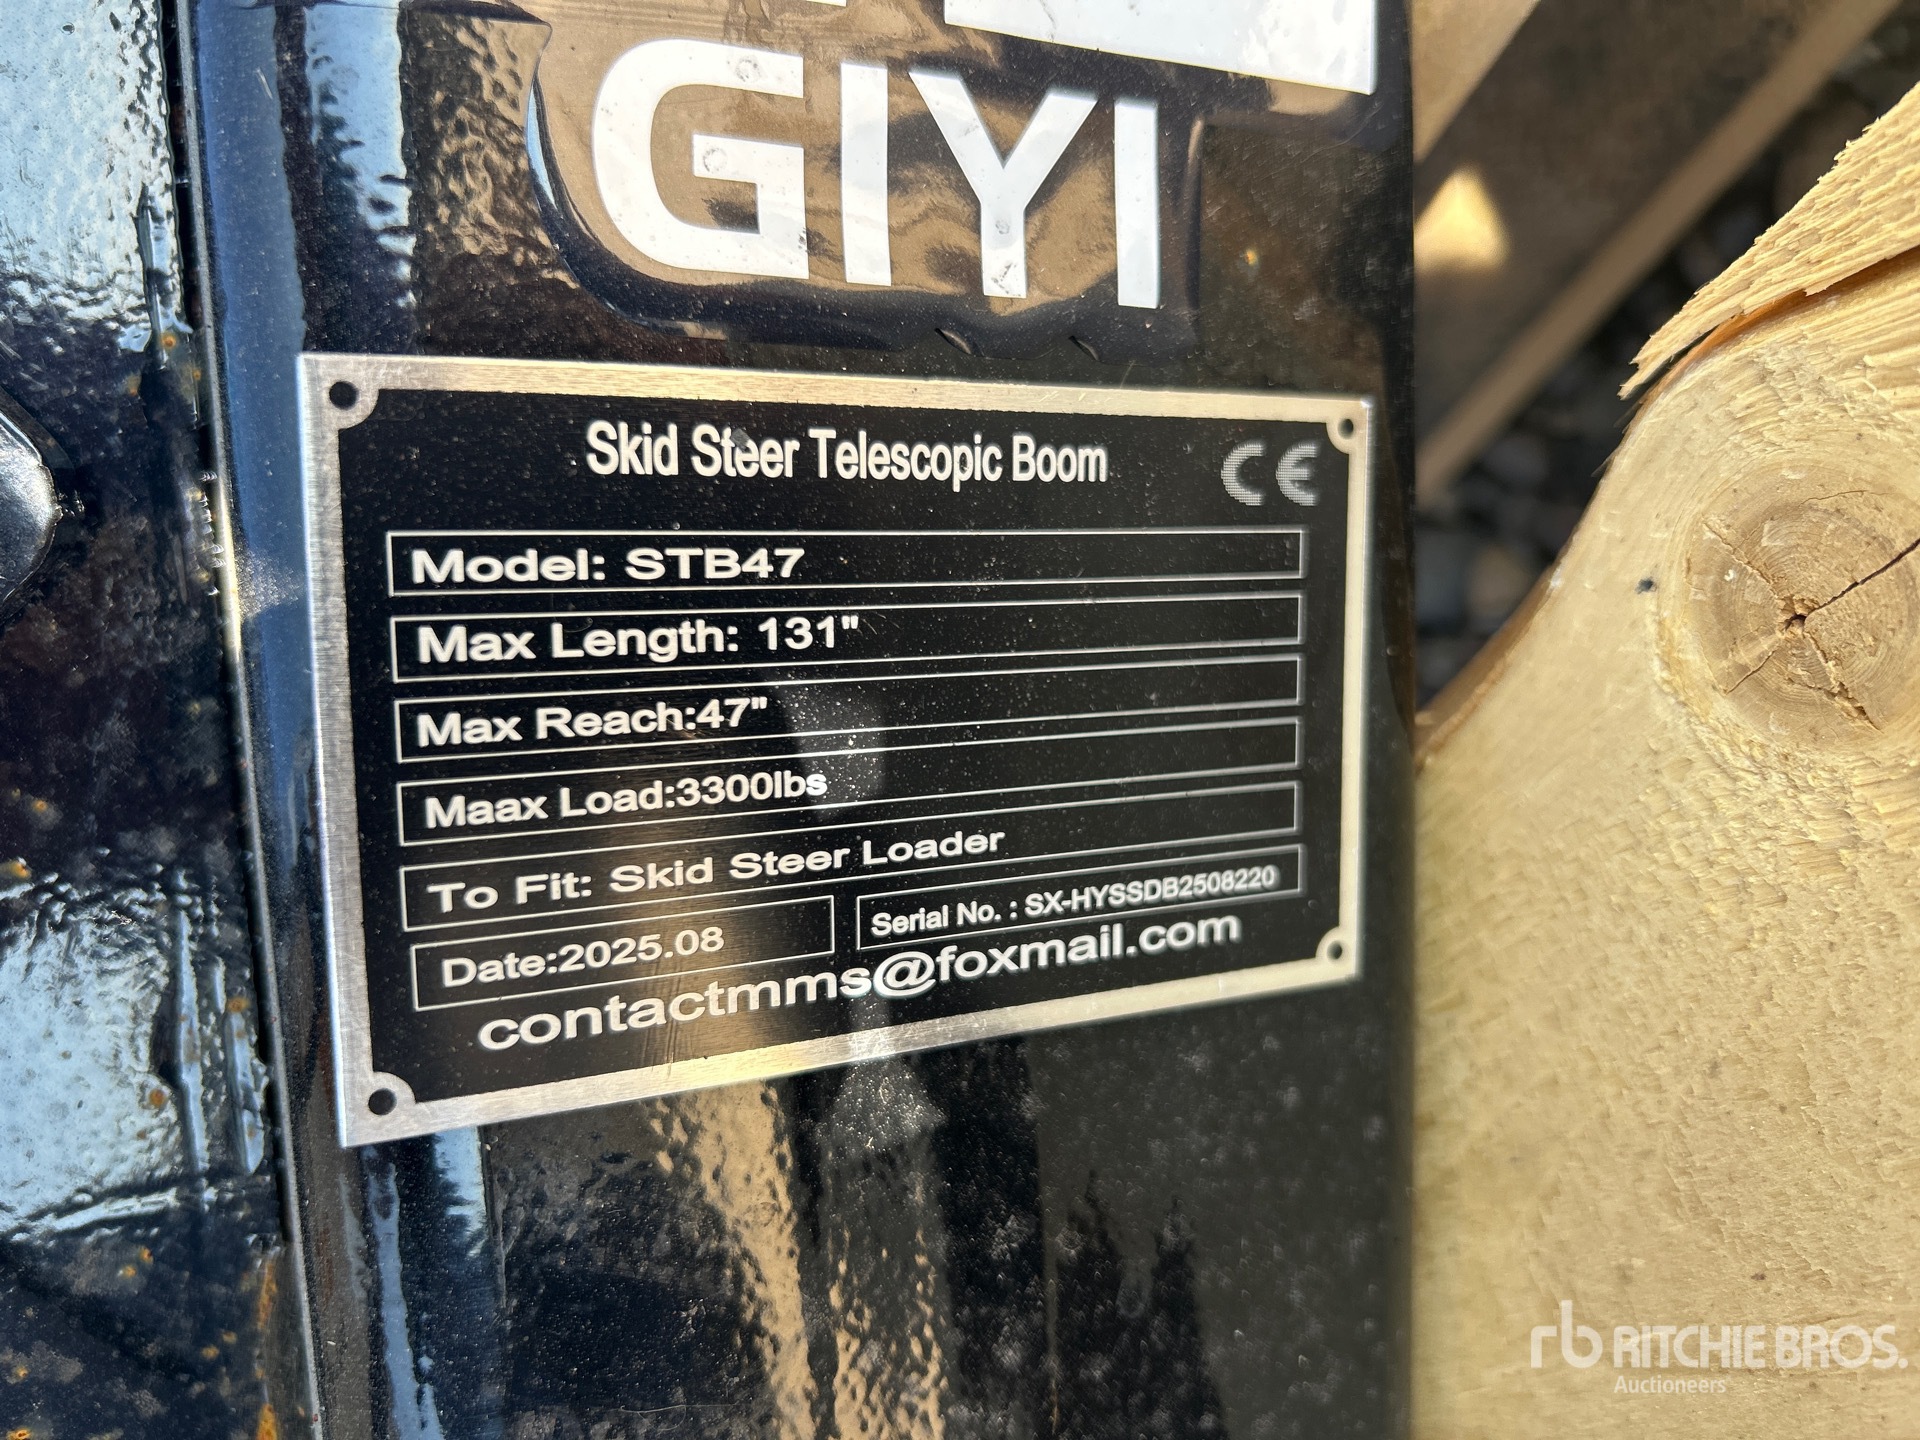 GIYI
Skid Steer Telescopic Boom
CE
Model: STB47
Max Length: 131"
Max Reach:47"
Maax Load:3300lbs
To Fit: Skid Steer Loader
Date:2025.08
Serial No. : SX-HYSSDB2508220
contactmms@foxmail.com
rb RITCHIE BROS.
Auctioneers